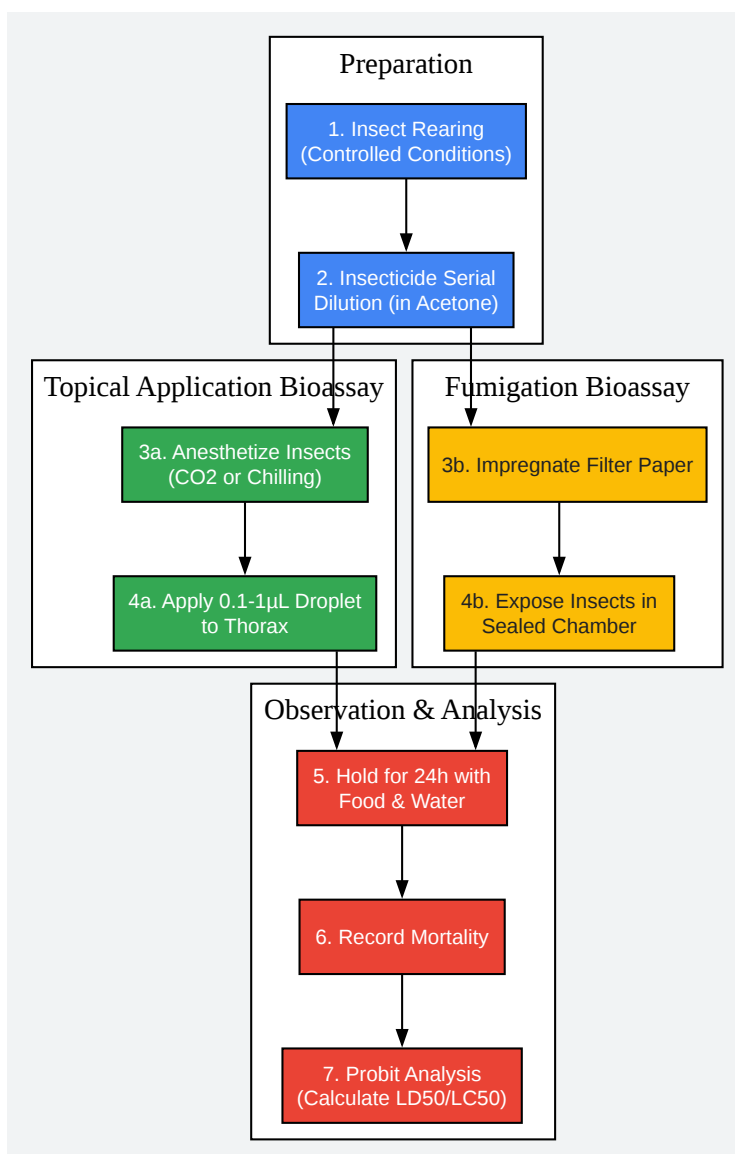 Preparation
1. Insect Rearing
(Controlled Conditions)
2. Insecticide Serial
Dilution (in Acetone)
Topical Application Bioassay
3a. Anesthetize Insects
(CO2 or Chilling)
4a. Apply 0.1-1µL Droplet
to Thorax
Fumigation Bioassay
3b. Impregnate Filter Paper
4b. Expose Insects in
Sealed Chamber
Observation & Analysis
5. Hold for 24h with
Food & Water
6. Record Mortality
7. Probit Analysis
(Calculate LD50/LC50)